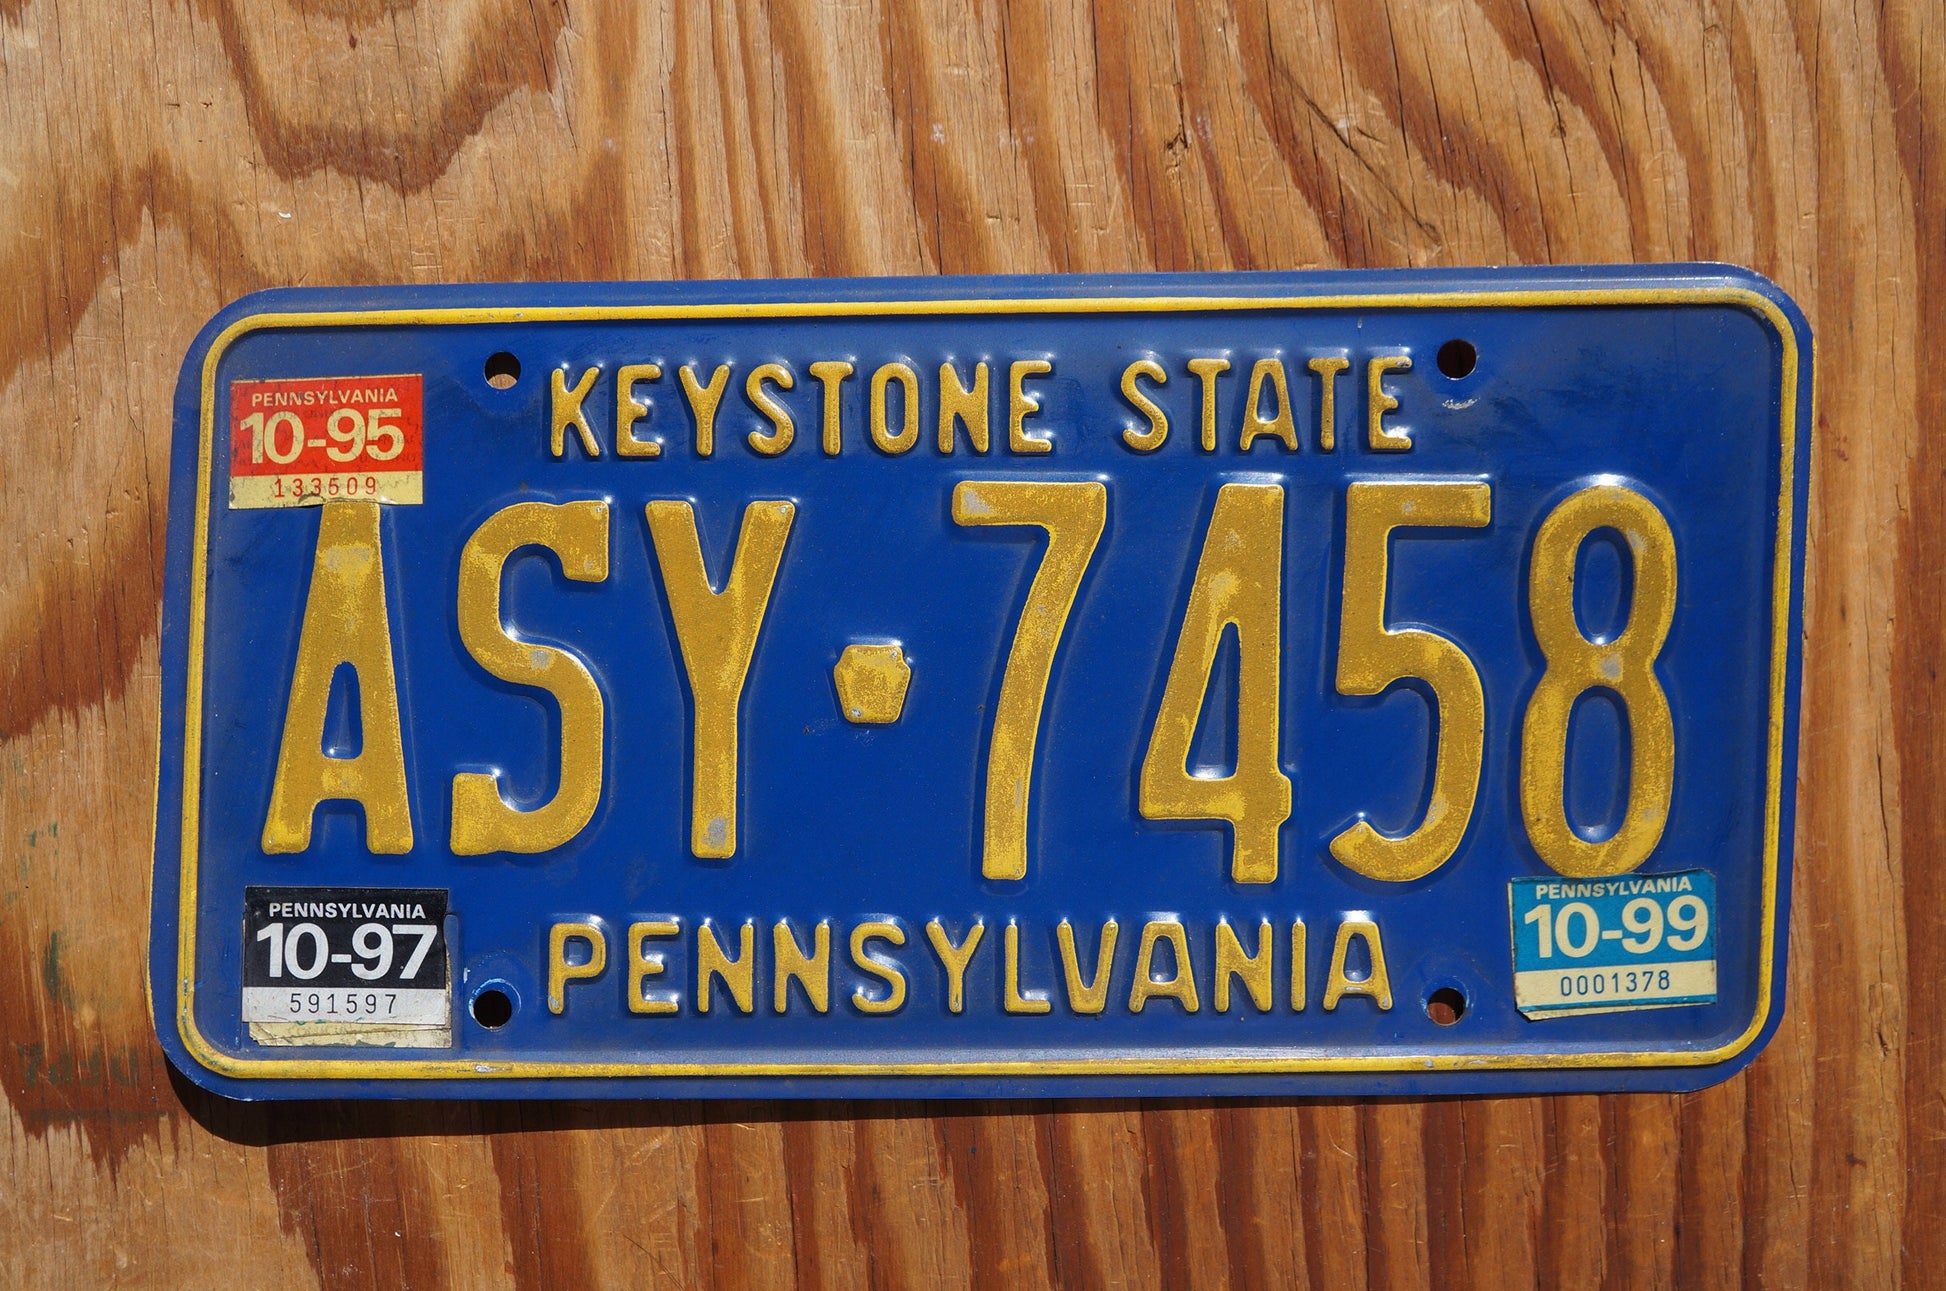 KEYSTONE STATE
PENNSYLVANIA
10-95
133509
ASY 7458
PENNSYLVANIA
10-97
591597
PENNSYLVANIA
PENNSYLVANIA
10-99
0001378